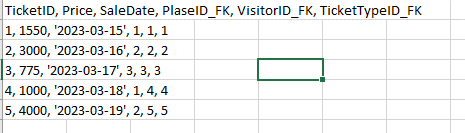 TicketID, Price, SaleDate, PlaseID_FK, VisitorID_FK, TicketTypeID_FK
1, 1550, '2023-03-15', 1, 1, 1
2, 3000, '2023-03-16', 2, 2, 2
3, 775, '2023-03-17', 3, 3, 3
4, 1000, '2023-03-18', 1, 4, 4
5, 4000, '2023-03-19', 2, 5, 5